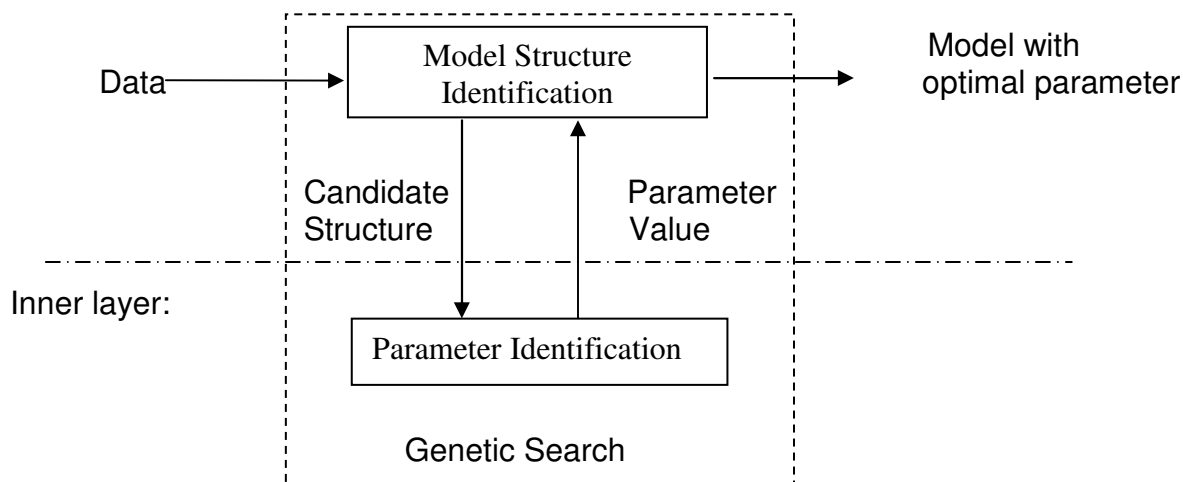 Model Structure
Identification
Data
Model with
optimal parameter
Candidate
Structure
Parameter
Value
Inner layer:
Parameter Identification
Genetic Search